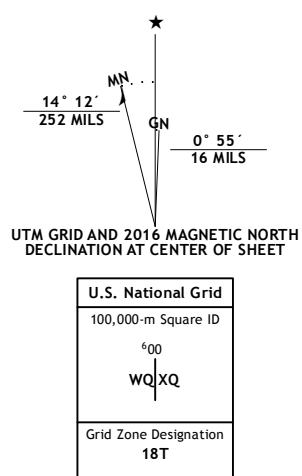 ★
MN
GN
14° 12´
252 MILS
0° 55´
16 MILS
UTM GRID AND 2016 MAGNETIC NORTH
DECLINATION AT CENTER OF SHEET
U.S. National Grid
100,000-m Square ID
⁶00
WQ XQ
Grid Zone Designation
18T